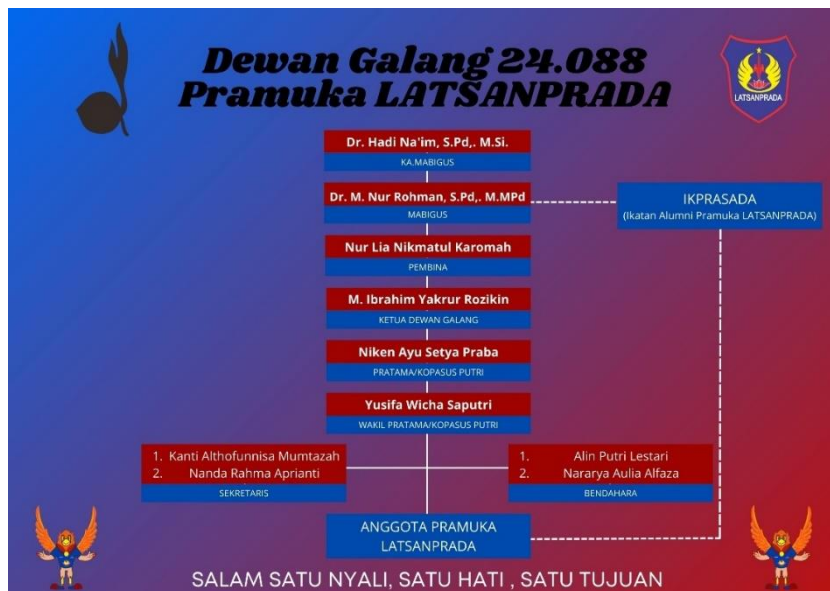 Dewan Galang 24.088
Pramuka LATSANPRADA
LATSANPRADA
Dr. Hadi Na'im, S.Pd,. M.Si.
KA.MABIGUS
Dr. M. Nur Rohman, S.Pd,. M.MPd
MABIGUS
IKPRASADA
(Ikatan Alumni Pramuka LATSANPRADA)
Nur Lia Nikmatul Karomah
PEMBINA
M. Ibrahim Yakrur Rozikin
KETUA DEWAN GALANG
Niken Ayu Setya Praba
PRATAMA/KOPASUS PUTRI
Yusifa Wicha Saputri
WAKIL PRATAMA/KOPASUS PUTRI
1. Kanti Althofunnisa Mumtazah
2. Nanda Rahma Aprianti
SEKRETARIS
1. Alin Putri Lestari
2. Nararya Aulia Alfaza
BENDAHARA
ANGGOTA PRAMUKA
LATSANPRADA
SALAM SATU NYALI, SATU HATI , SATU TUJUAN